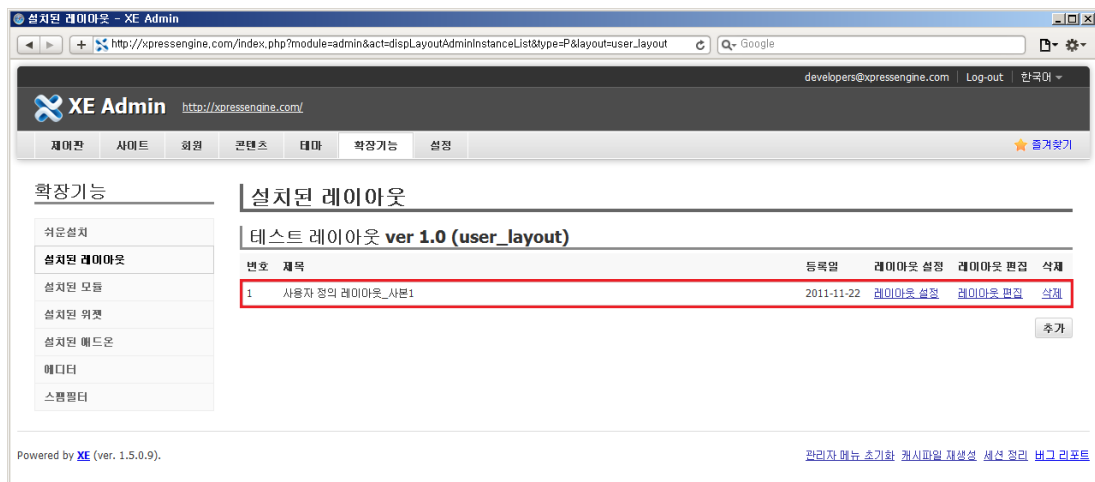 설치된 레이아웃 - XE Admin
http://xpressengine.com/index.php?module=admin&act=dispLayoutAdminInstanceList&type=P&layout=user_layout
Google
developers@xpressengine.com | Log-out | 한국어
XE Admin http://xpressengine.com/
제어판 사이트 회원 콘텐츠 테마 확장기능 설정 즐겨찾기
확장기능
쉬운설치
설치된 레이아웃
설치된 모듈
설치된 위젯
설치된 애드온
에디터
스팸필터
설치된 레이아웃
테스트 레이아웃 ver 1.0 (user_layout)
번호 제목 등록일 레이아웃 설정 레이아웃 편집 삭제
1 사용자 정의 레이아웃_사본1 2011-11-22 레이아웃 설정 레이아웃 편집 삭제
추가
Powered by XE (ver. 1.5.0.9). 관리자 메뉴 초기화 캐시파일 재생성 세션 정리 버그 리포트